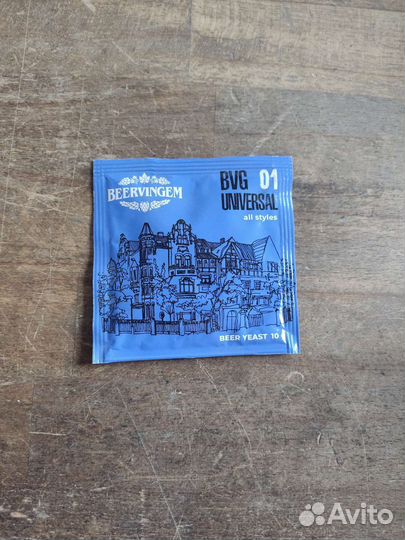 BEERVINGEM
BVG 01
UNIVERSAL
all styles
BEER YEAST 10
Avito